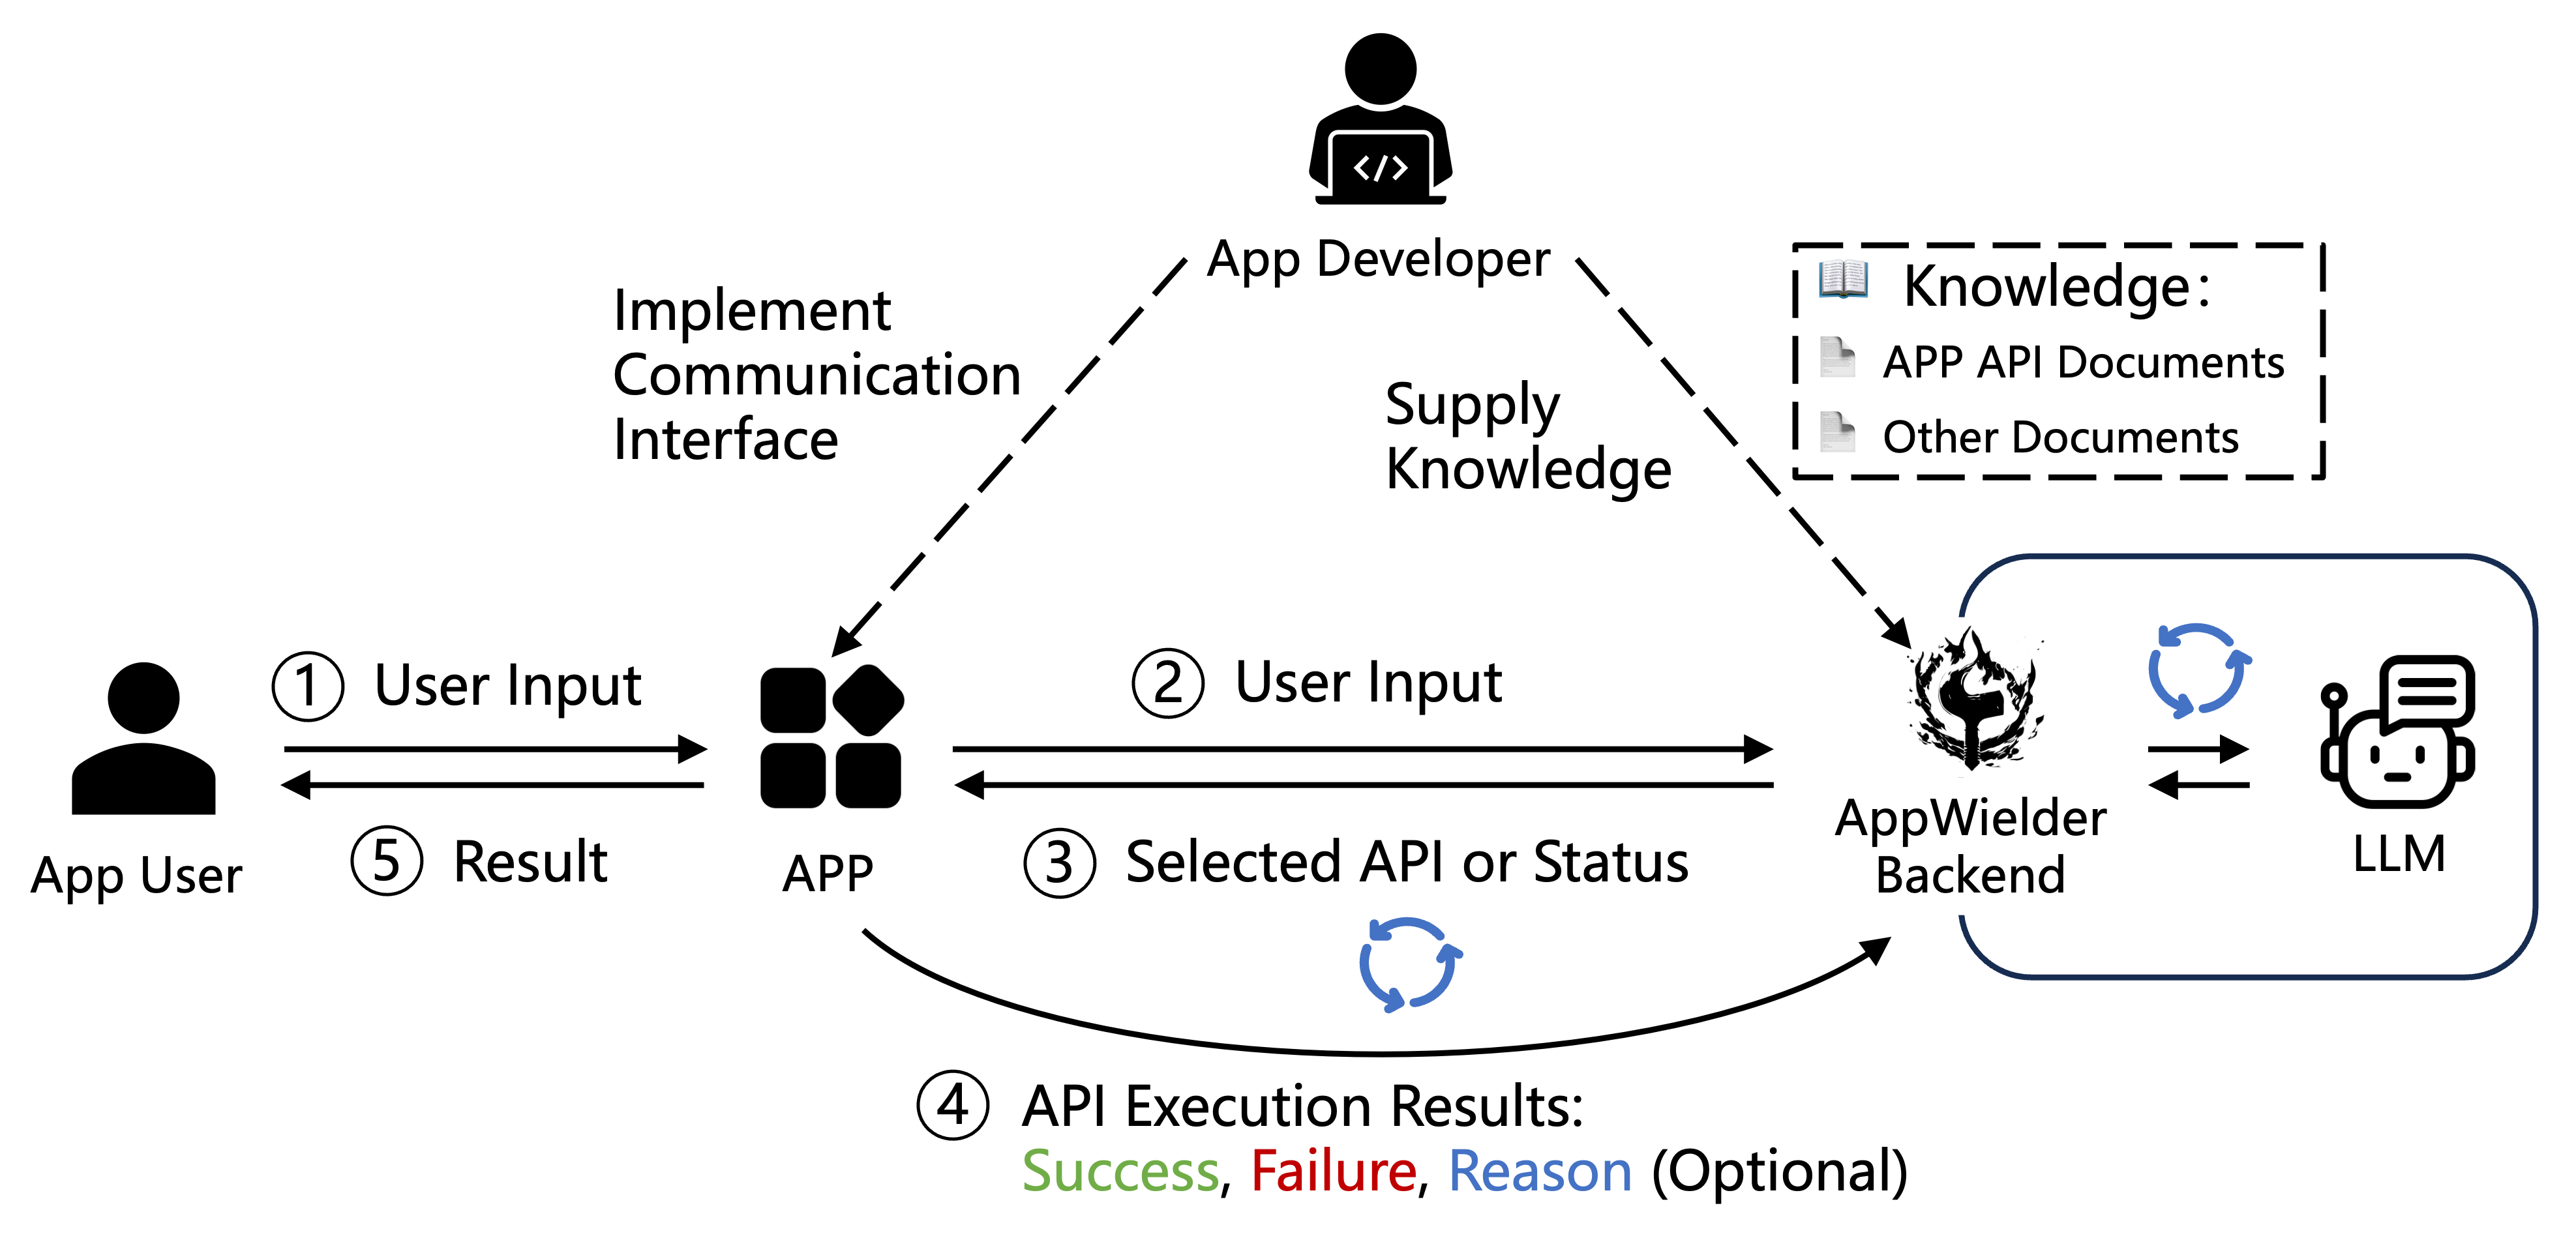 </>
App Developer
Implement
Communication
Interface
Supply
Knowledge
Knowledge:
APP API Documents
Other Documents
① User Input
② User Input
⑤ Result
③ Selected API or Status
App User
APP
AppWielder
Backend
LLM
④ API Execution Results:
Success, Failure, Reason (Optional)